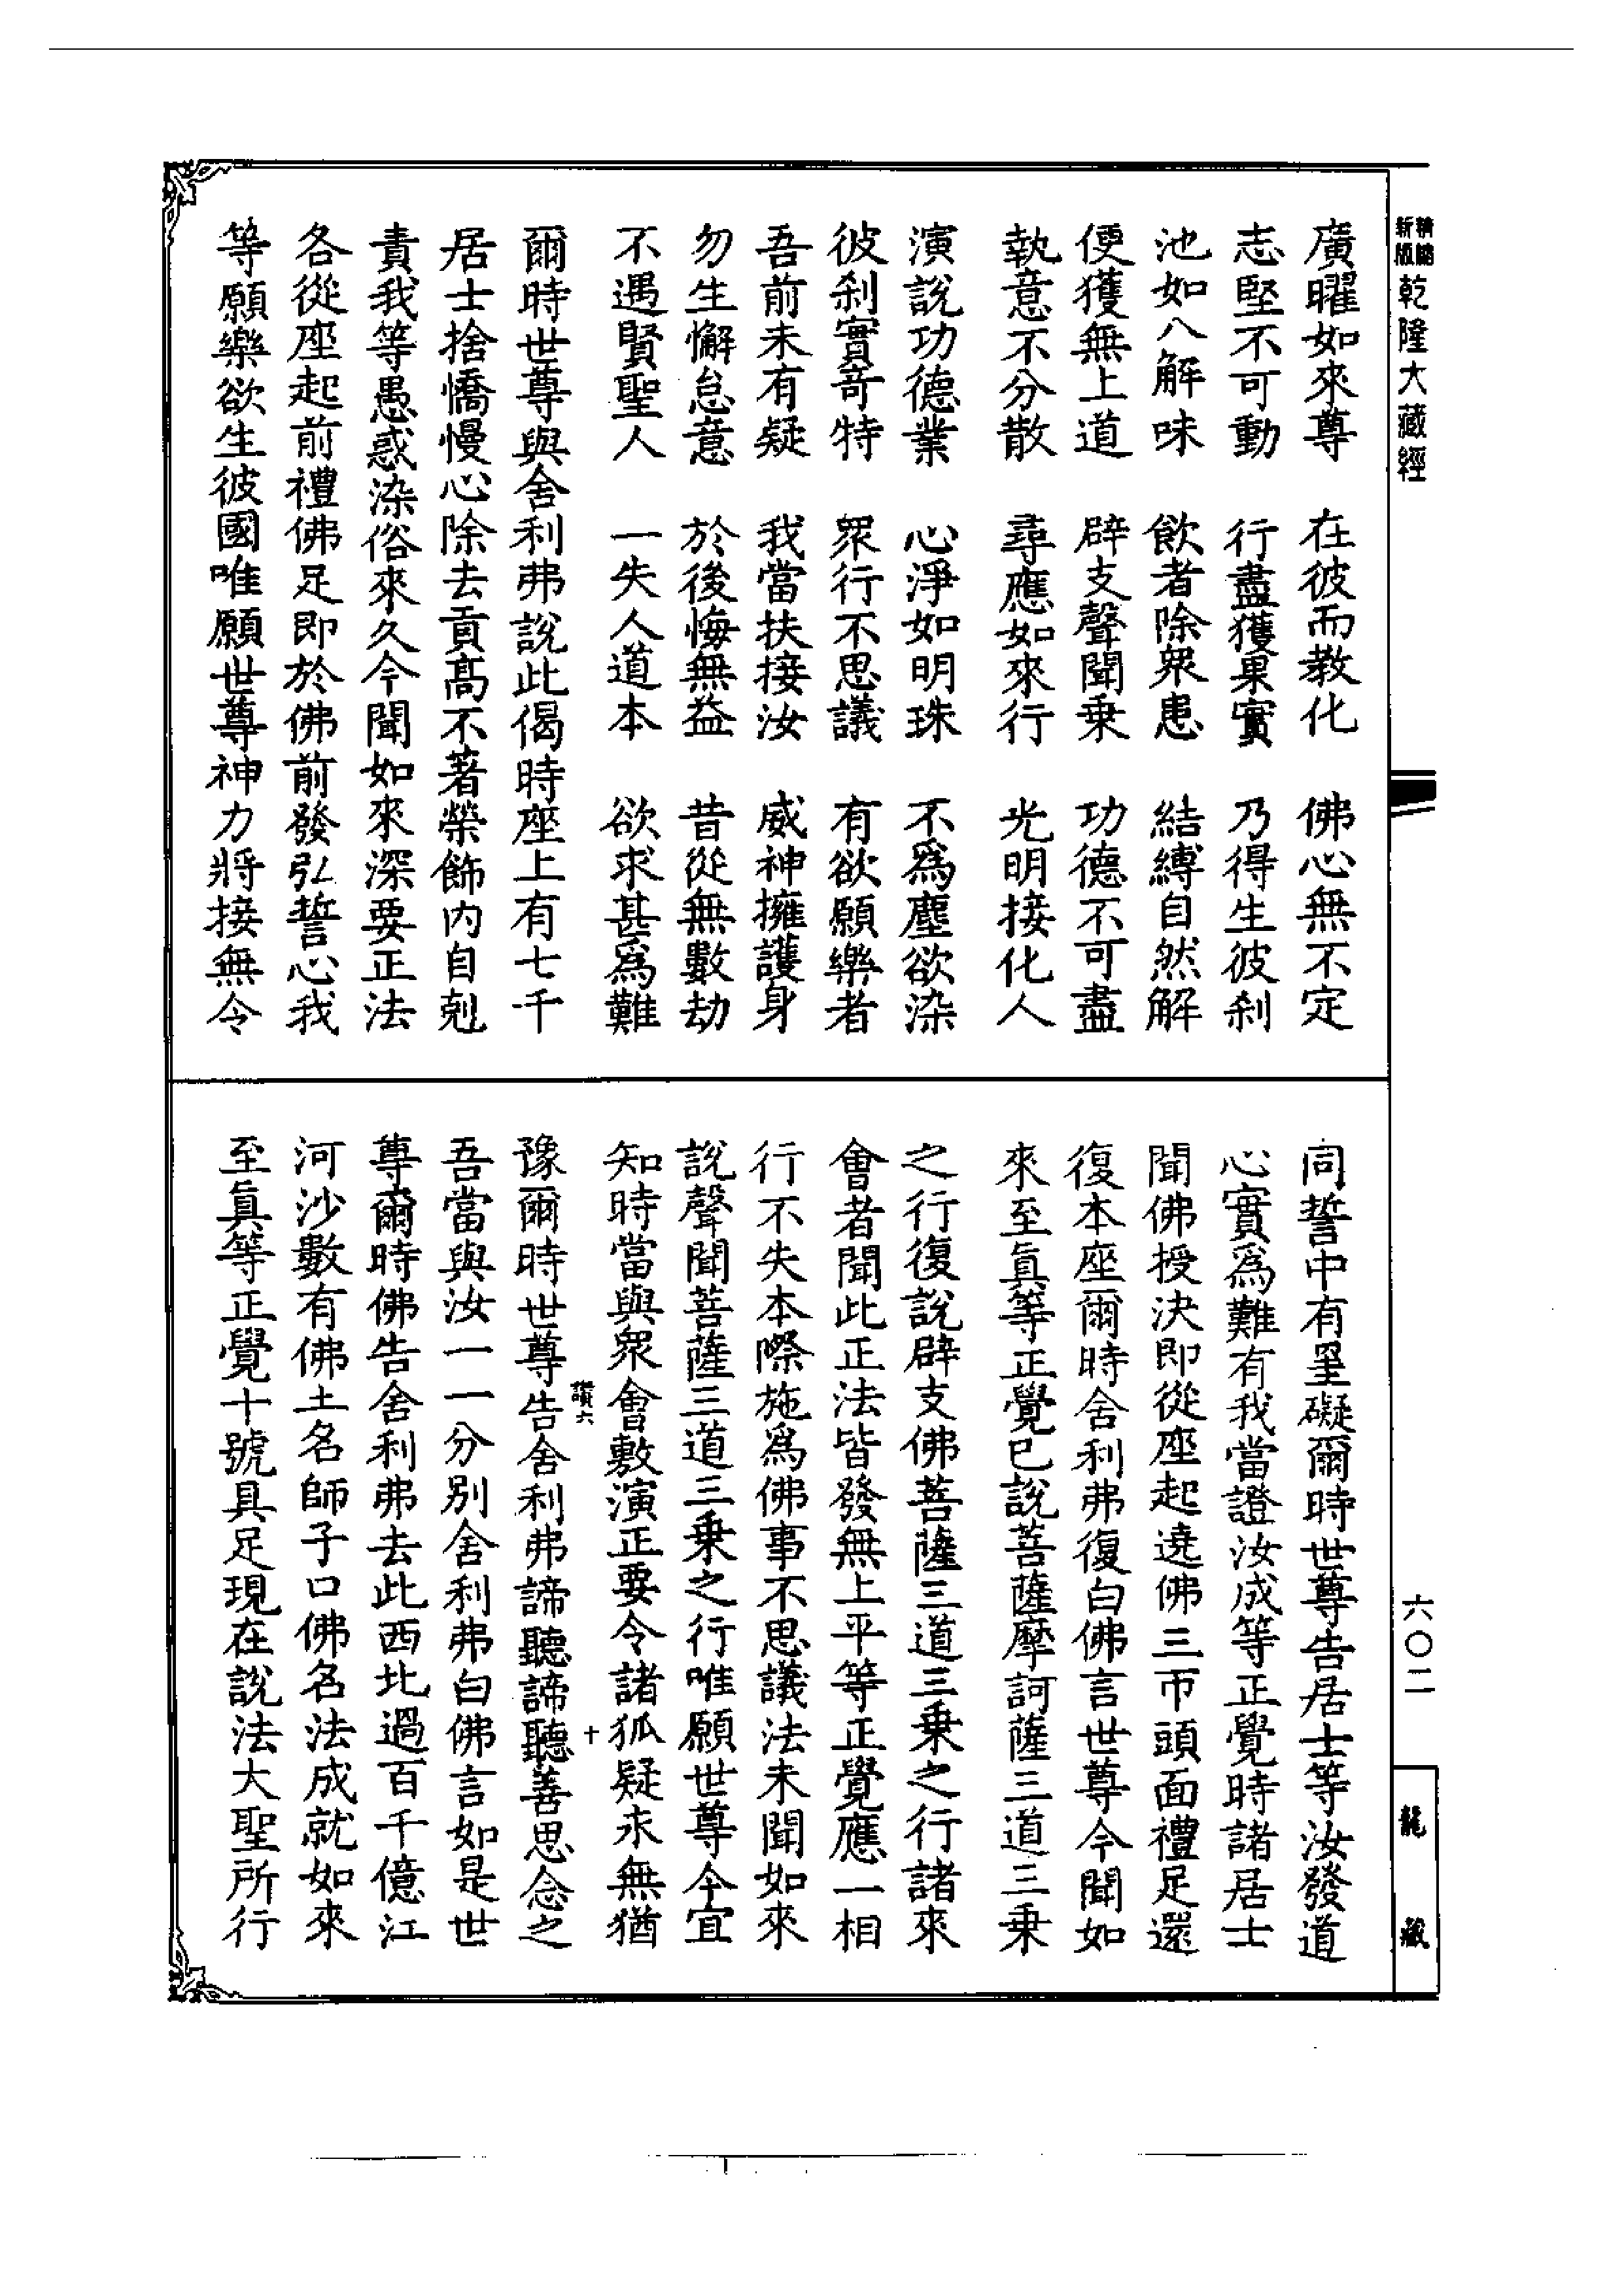 精縮新版乾隆大藏經
六〇二
龍藏
廣曜如來尊　在彼而教化　佛心無不定
志堅不可動　行盡獲果實　乃得生彼刹
池如八解味　飲者除眾患　結縛自然解
便獲無上道　辟支聲聞乗　功德不可盡
執意不分散　尋應如來行　光明接化人
演說功德業　心淨如明珠　不為塵欲染
彼刹實奇特　眾行不思議　有欲願樂者
吾前未有疑　我當扶接汝　威神擁護身
勿生懈怠意　於後悔無益　昔從無數劫
不遇賢聖人　一失人道本　欲求甚為難
爾時世尊與舍利弗說此偈時座上有七千
居士捨憍慢心除去貢高不著榮飾內自剋
責我等愚惑染俗來久今聞如來深要正法
各從座起前禮佛足即於佛前發弘誓心我
等願樂欲生彼國唯願世尊神力將接無令
同誓中有罣礙爾時世尊告居士等汝發道
心實為難有我當證汝成等正覺時諸居士
聞佛授決即從座起遶佛三帀頭面禮足還
復本座爾時舍利弗復白佛言世尊今聞如
來至真等正覺已說菩薩摩訶薩三道三乗
之行復說辟支佛菩薩三道三乗之行諸來
會者聞此正法皆發無上平等正覺應一相
行不失本際施為佛事不思議法未聞如來
說聲聞菩薩三道三乗之行唯願世尊今宜
知時當與眾會敷演正要令諸狐疑永無猶
讃六　十
豫爾時世尊告舍利弗諦聽諦聽善思念之
吾當與汝一一分別舍利弗白佛言如是世
尊爾時佛告舍利弗去此西北過百千億江
河沙數有佛土名師子口佛名法成就如來
至真等正覺十號具足現在說法大聖所行